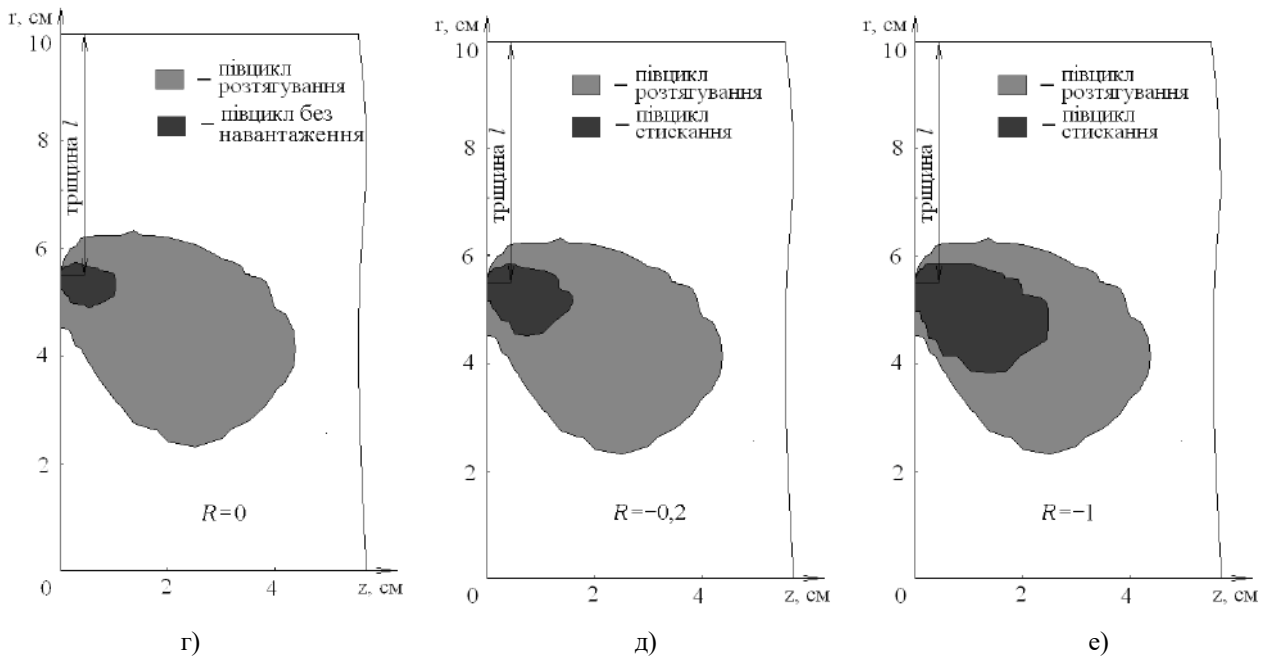 r, см
10
8
6
4
2
0
2
4
z, см
тріщина l
– півцикл
розтягування
– півцикл без
навантаження
R=0
г)
r, см
10
8
6
4
2
0
2
4
z, см
тріщина l
– півцикл
розтягування
– півцикл
стискання
R=−0,2
д)
r, см
10
8
6
4
2
0
2
4
z, см
тріщина l
– півцикл
розтягування
– півцикл
стискання
R=−1
е)